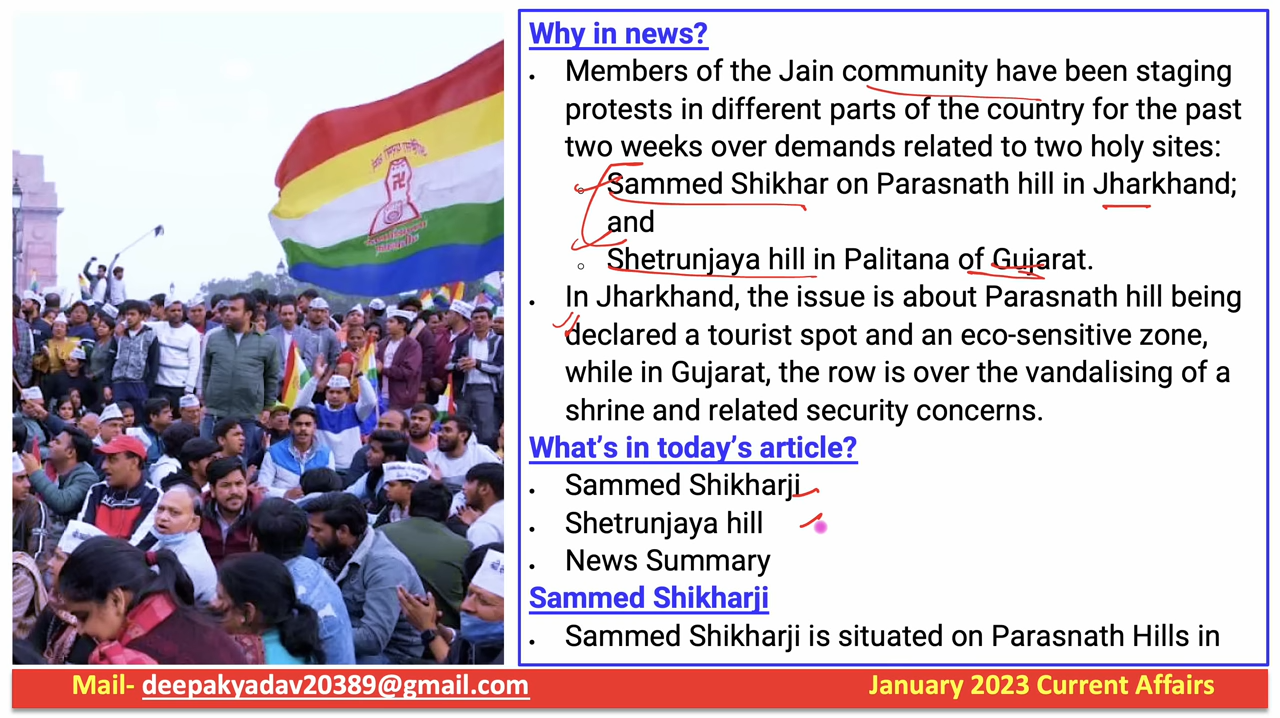 Why in news?
Members of the Jain community have been staging
protests in different parts of the country for the past
two weeks over demands related to two holy sites:
Sammed Shikhar on Parasnath hill in Jharkhand;
and
Shetrunjaya hill in Palitana of Gujarat.
In Jharkhand, the issue is about Parasnath hill being
declared a tourist spot and an eco-sensitive zone,
while in Gujarat, the row is over the vandalising of a
shrine and related security concerns.
What's in today's article?
Sammed Shikharji
Shetrunjaya hill
News Summary
Sammed Shikharji
Sammed Shikharji is situated on Parasnath Hills in
Mail- deepakyadav20389@gmail.com
January 2023 Current Affairs